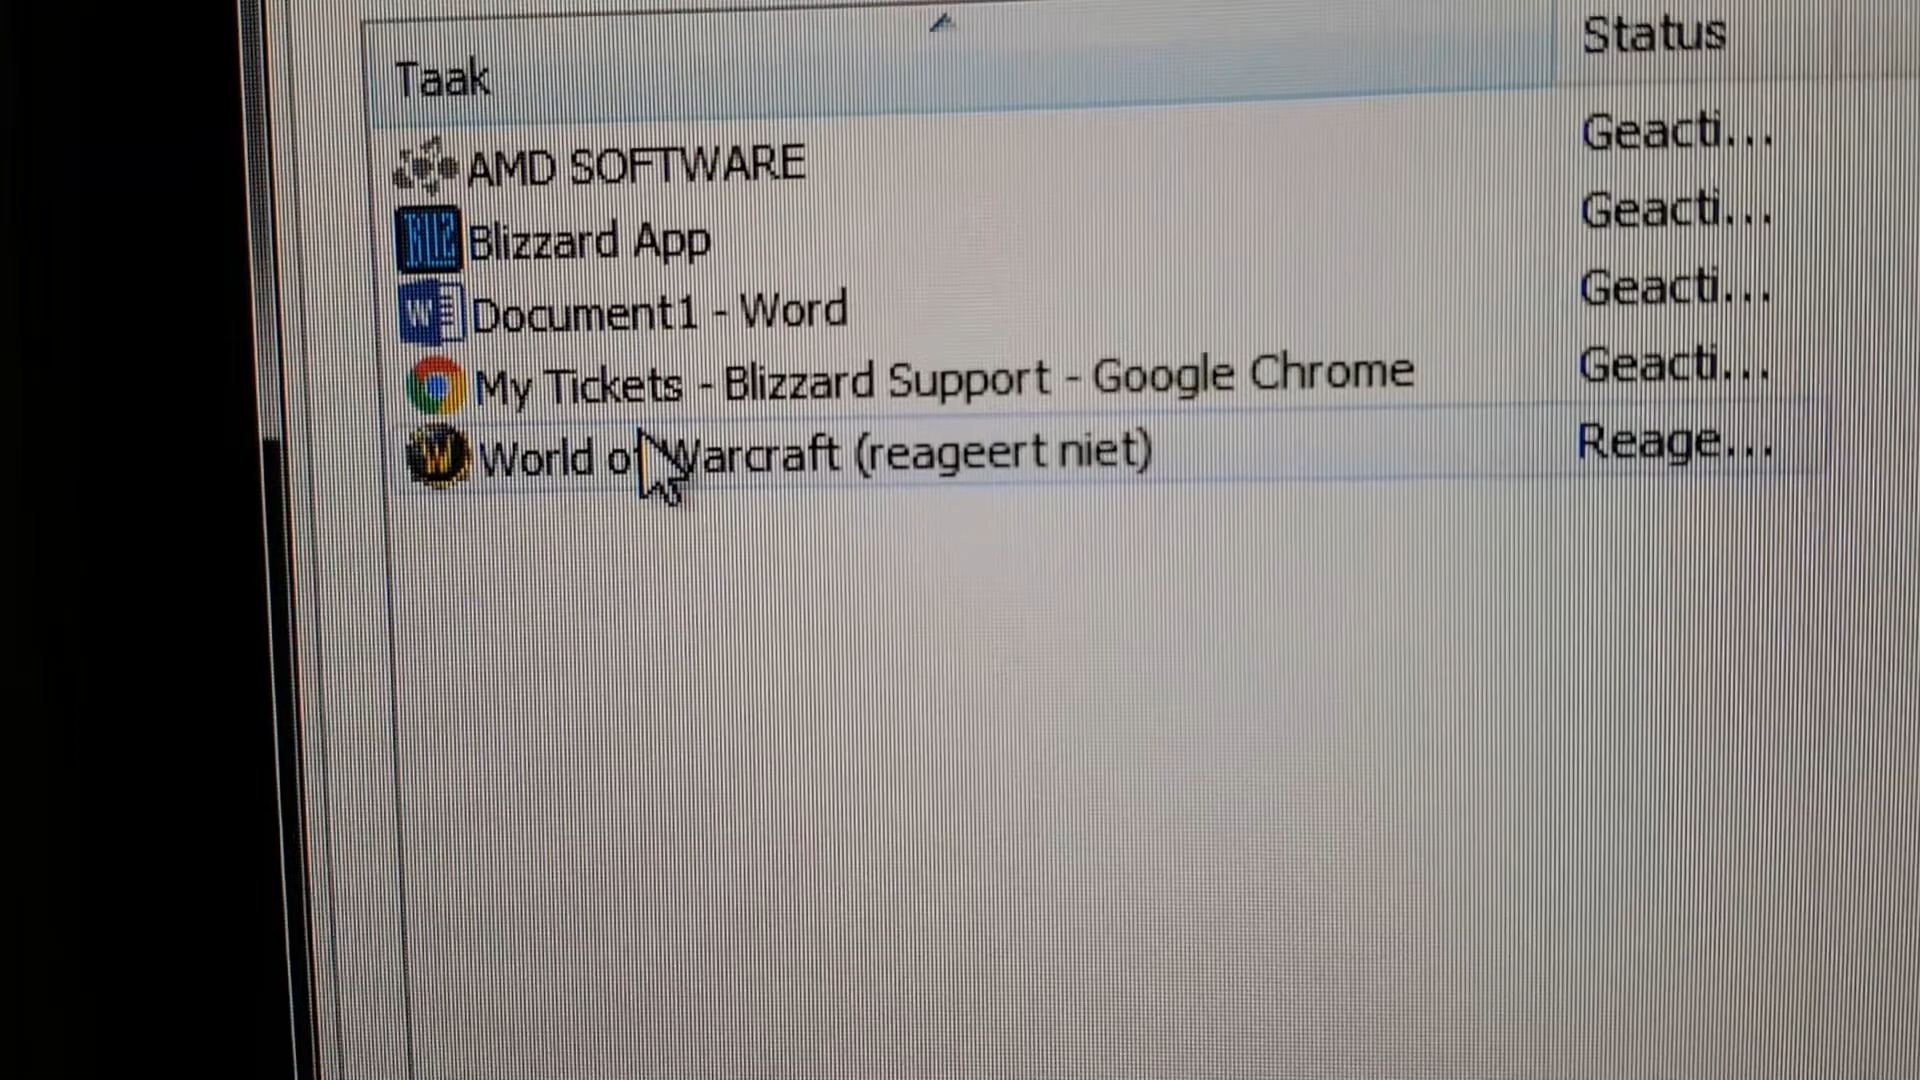 Taak Status
AMD SOFTWARE Geacti...
Blizzard App Geacti...
Document1 - Word Geacti...
My Tickets - Blizzard Support - Google Chrome Geacti...
World of Warcraft (reageert niet) Reage...